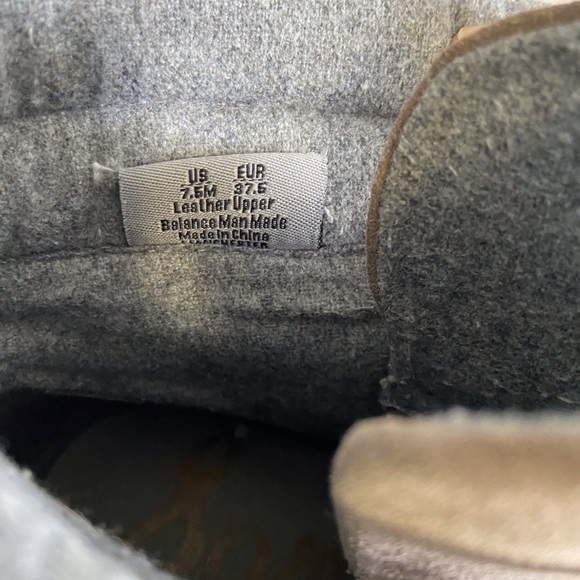 US EUR
7.5M 37.5
Leather Upper
Balance Man Made
Made in China